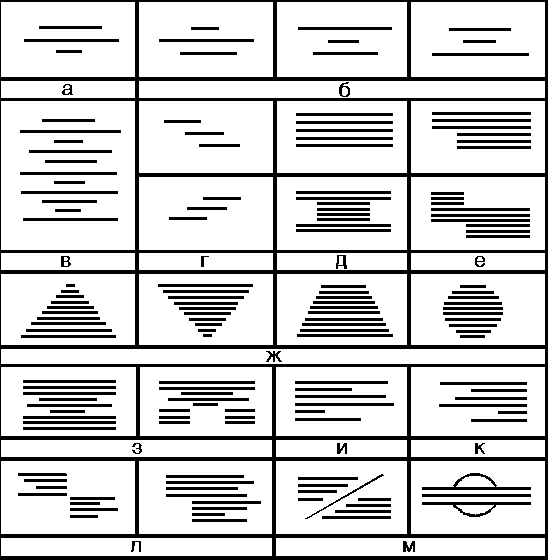 а б
в г д е
ж
з и к
л м